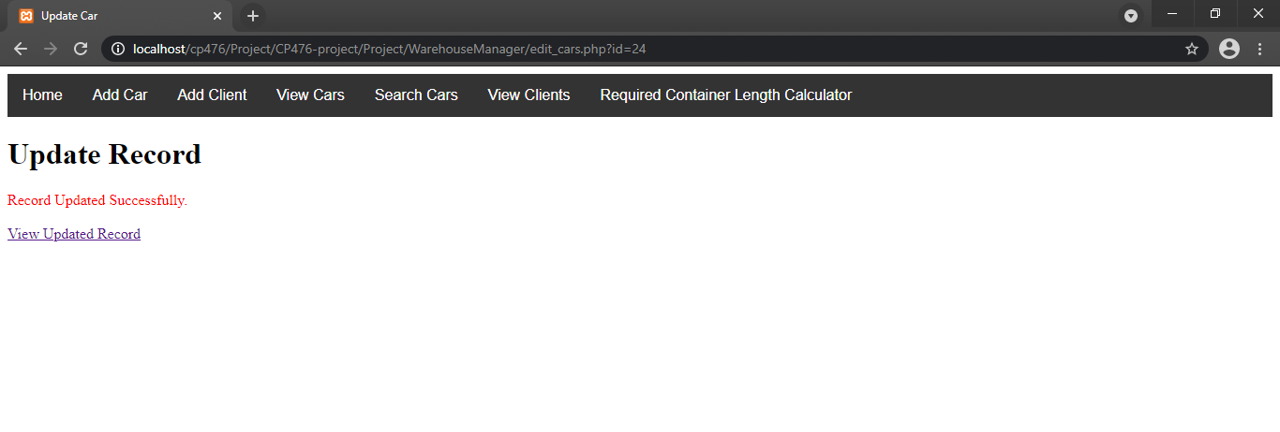 Update Car
localhost/cp476/Project/CP476-project/Project/WarehouseManager/edit_cars.php?id=24
Home Add Car Add Client View Cars Search Cars View Clients Required Container Length Calculator
Update Record
Record Updated Successfully.
View Updated Record